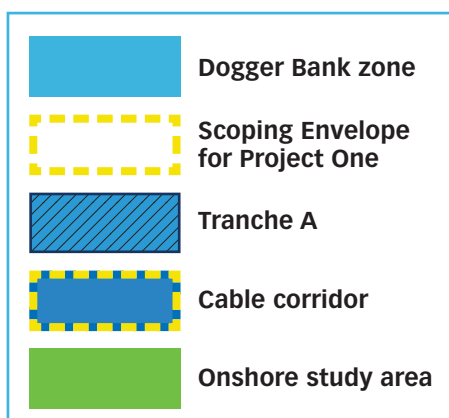 Dogger Bank zone
Scoping Envelope
for Project One
Tranche A
Cable corridor
Onshore study area